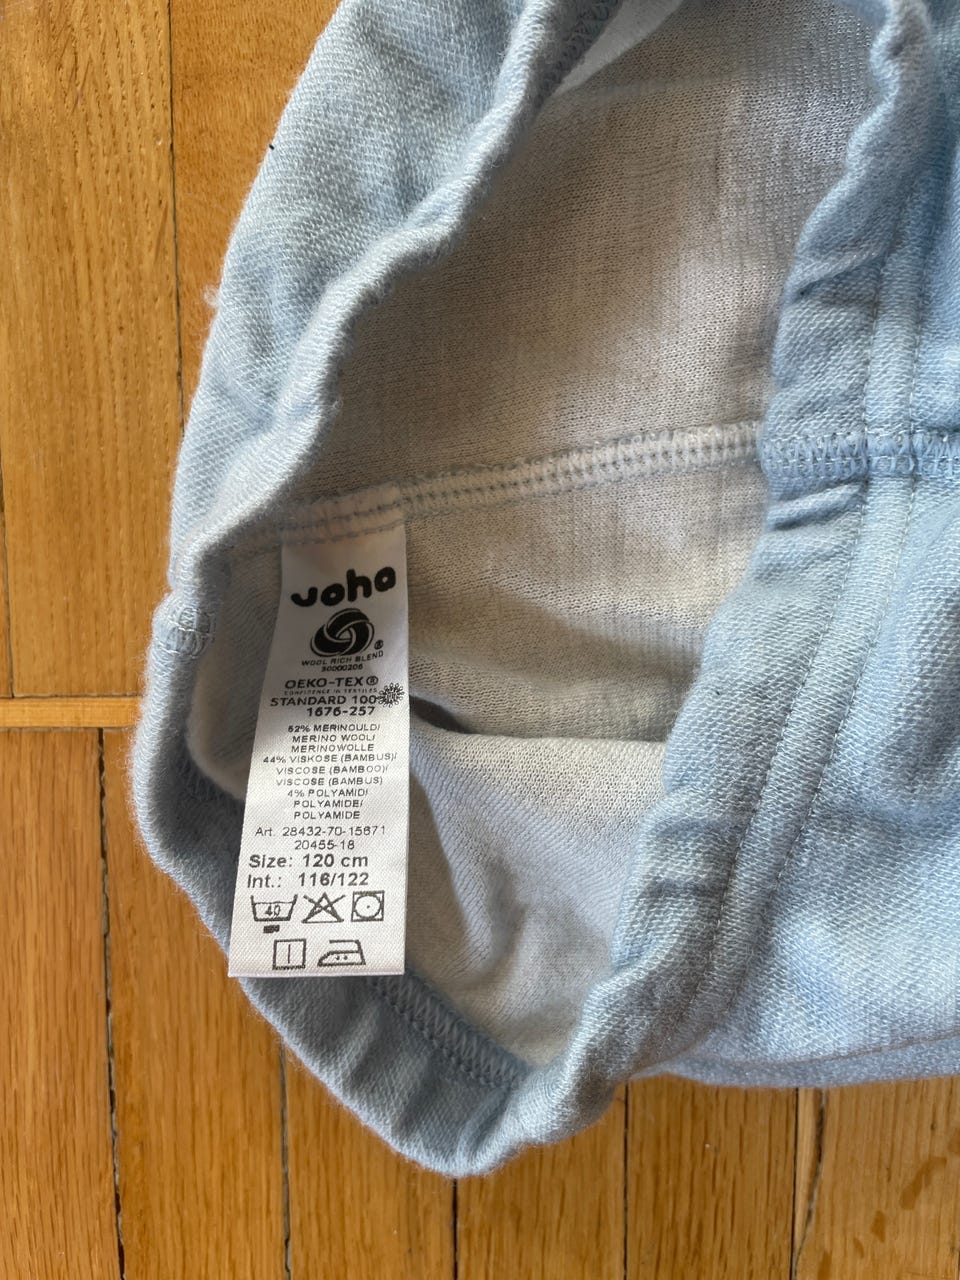 Joha
WOOL RICH BLEND
30000206
OEKO-TEX®
CONFIDENCE IN TEXTILES
STANDARD 100
1676-257
52% MERINOULD/
MERINO WOOL/
MERINOWOLLE
44% VISKOSE (BAMBUS)/
VISCOSE (BAMBOO)/
VISCOSE (BAMBUS)
4% POLYAMID/
POLYAMIDE/
POLYAMIDE
Art. 28432-70-15671
20455-18
Size: 120 cm
Int.: 116/122
40